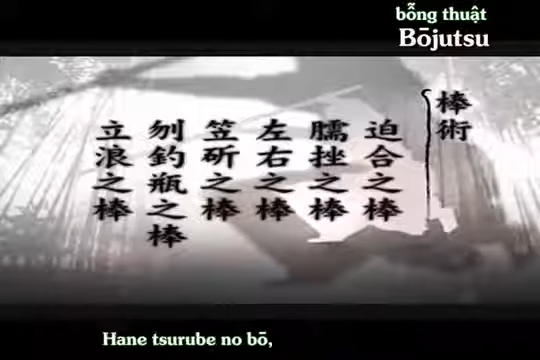 bỗng thuật
Bōjutsu
棒術
迫合之棒
臑挫之棒
左右之棒
笠斫之棒
刎釣瓶之棒
立浪之棒
Hane tsurube no bō,